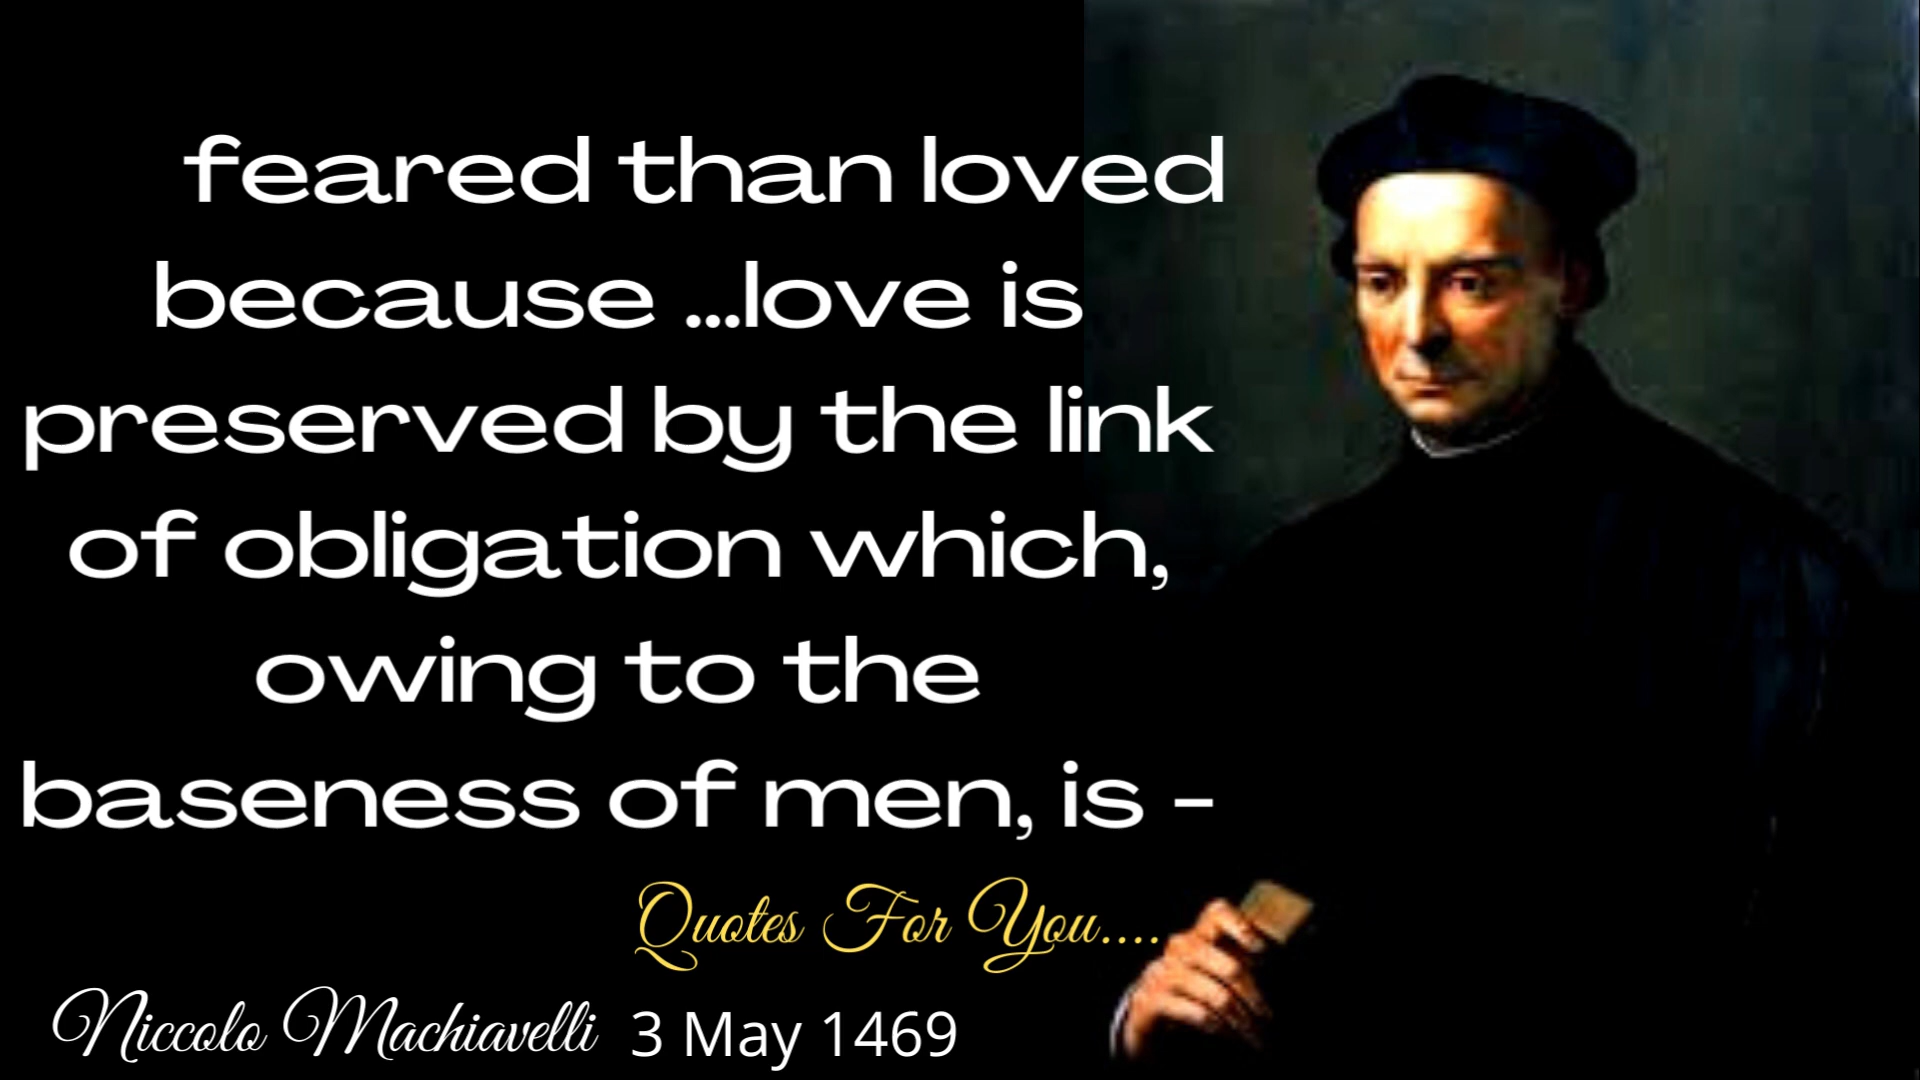 feared than loved
because ...love is
preserved by the link
of obligation which,
owing to the
baseness of men, is -
Quotes For You....
Niccolo Machiavelli 3 May 1469